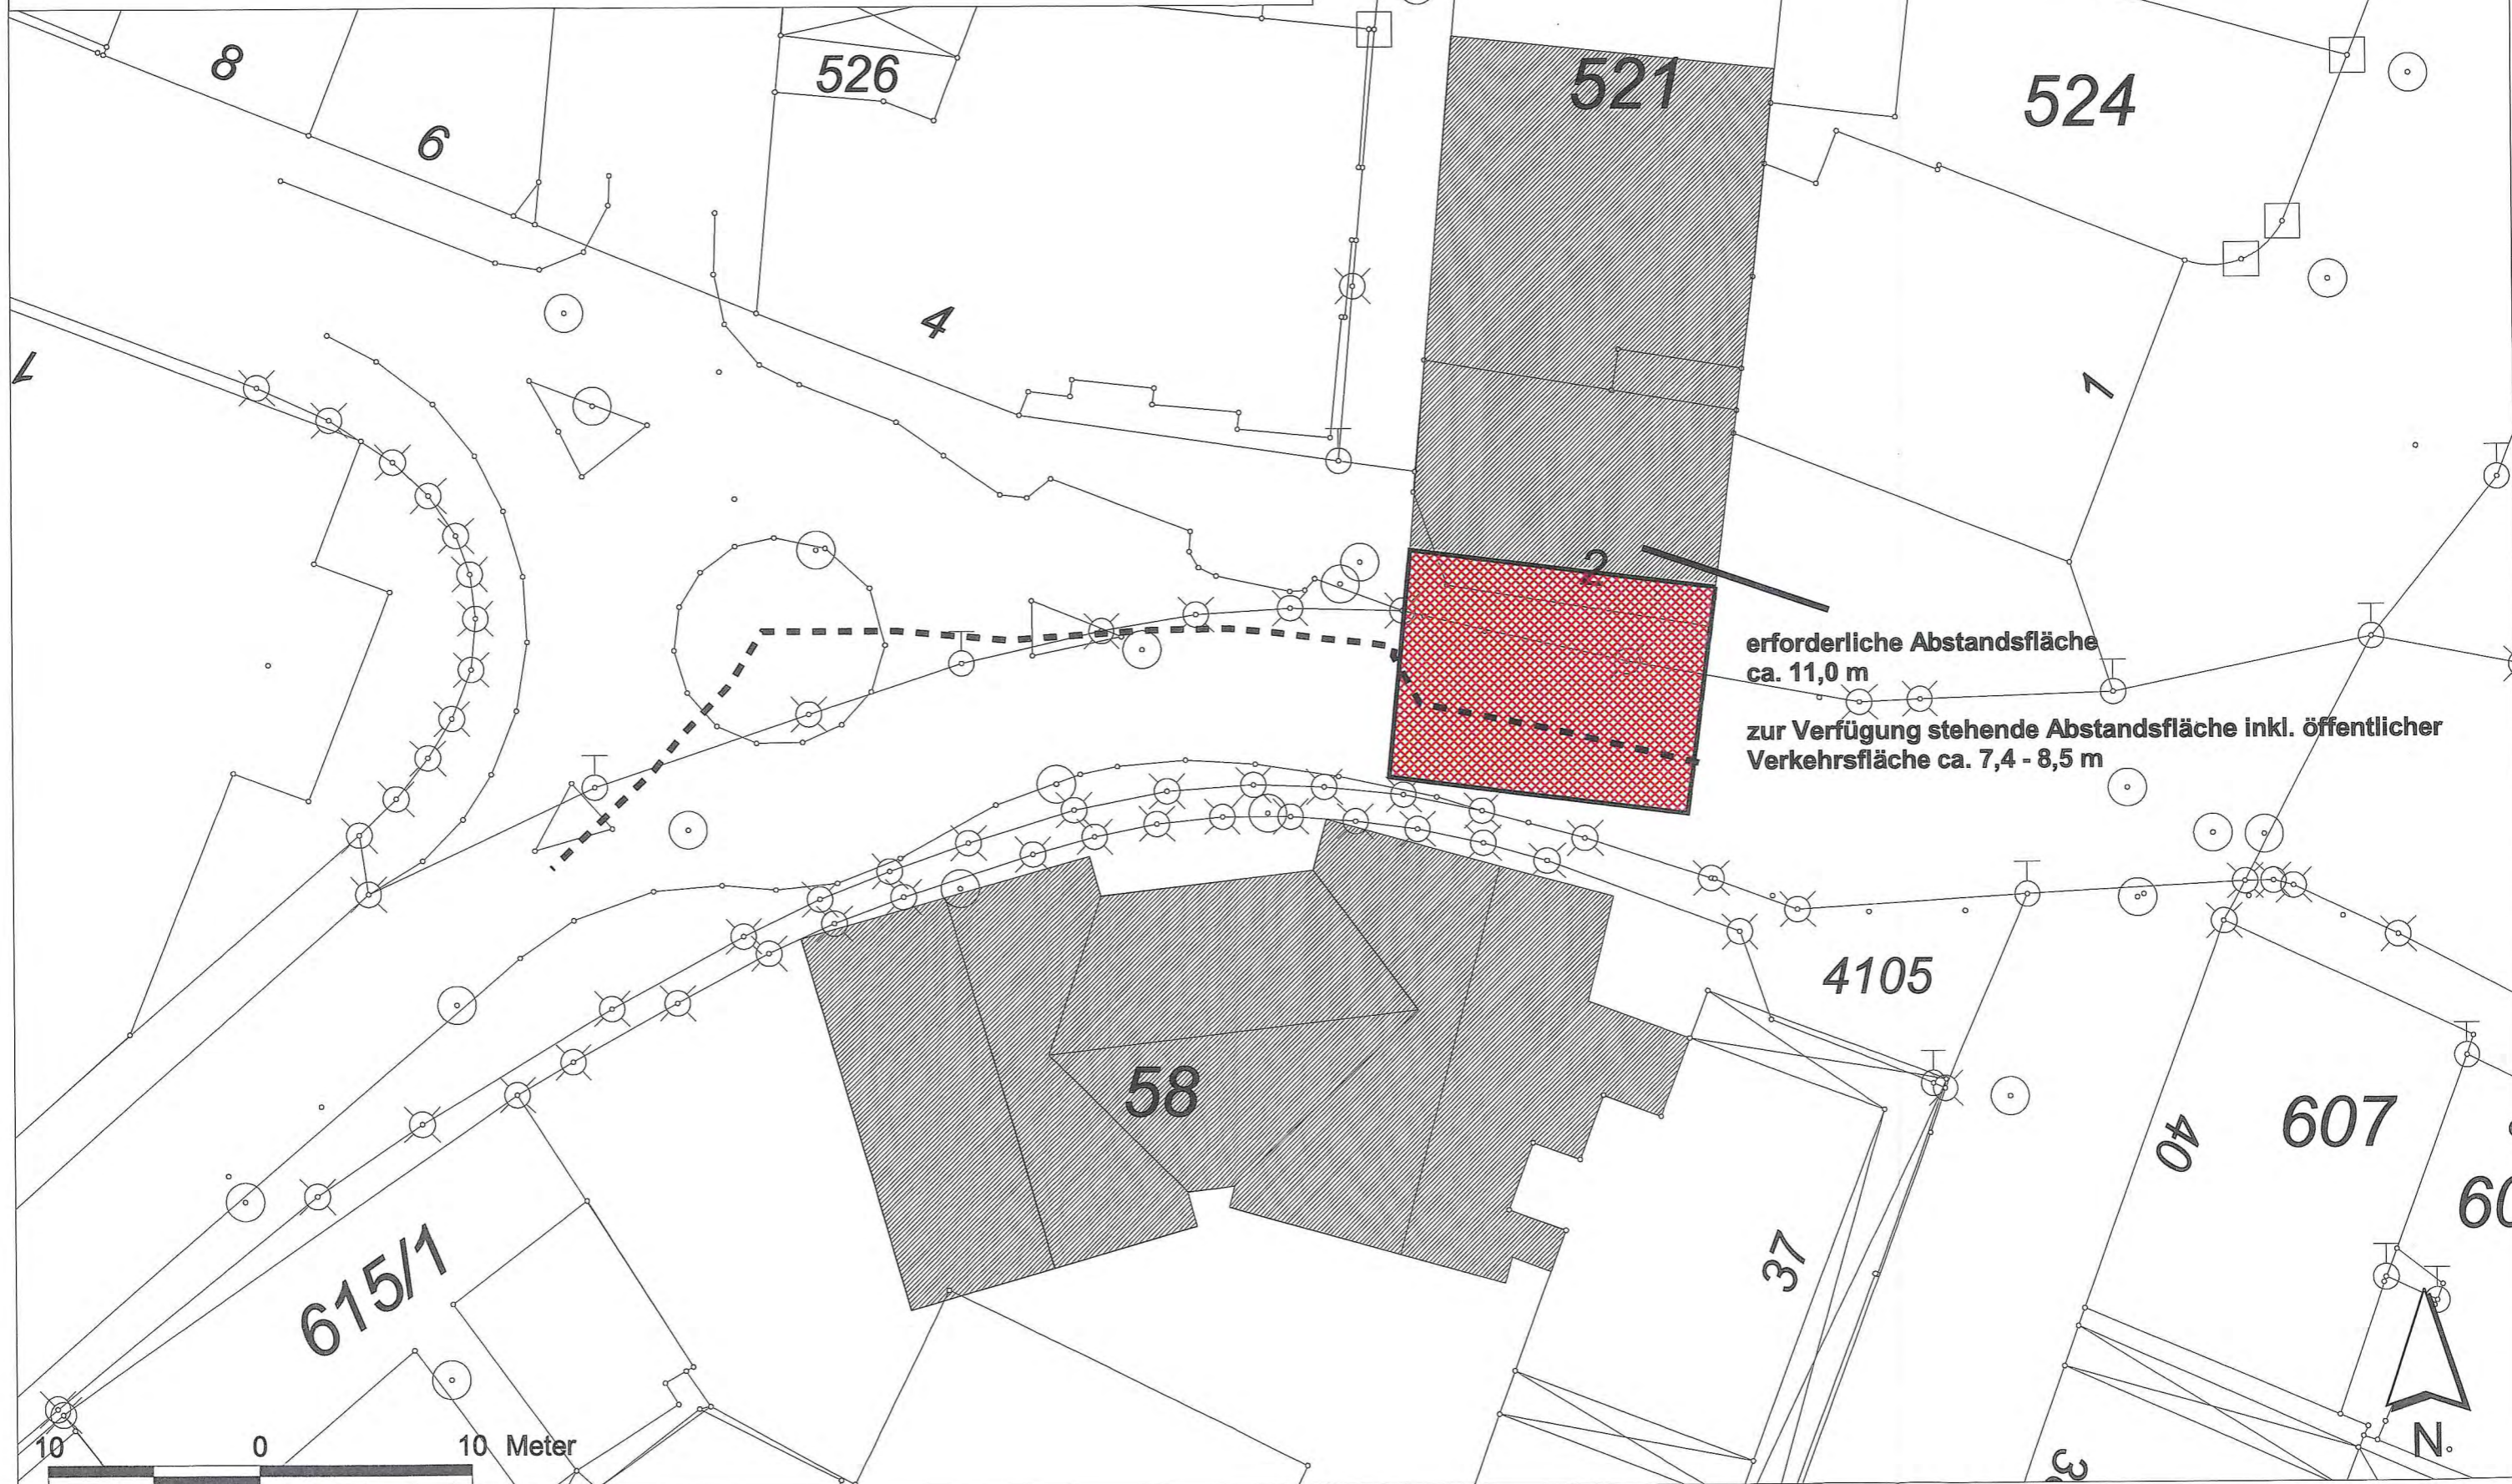 8
6
526
521
524
4
1
1
2
erforderliche Abstandsfläche
ca. 11,0 m
zur Verfügung stehende Abstandsfläche inkl. öffentlicher
Verkehrsfläche ca. 7,4 - 8,5 m
4105
58
40
607
615/1
37
10 0 10 Meter
N